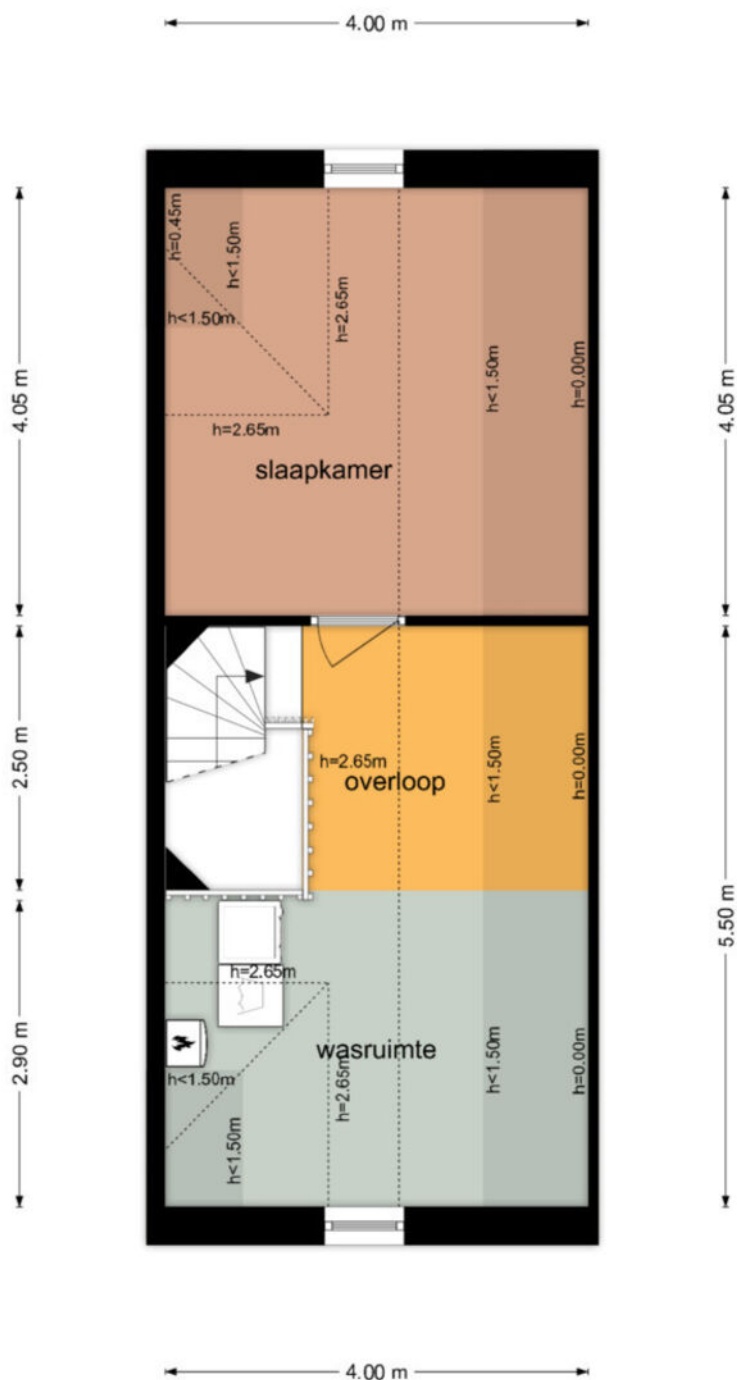 4.00 m
h=0.45m
h<1.50m
h<1.50m
h=2.65m
h<1.50m
h=0.00m
4.05 m
4.05 m
h=2.65m
slaapkamer
2.50 m
h=2.65m
overloop
h<1.50m
h=0.00m
5.50 m
h=2.65m
wasruimte
h<1.50m
h=0.00m
2.90 m
h<1.50m
h=2.65m
h<1.50m
4.00 m